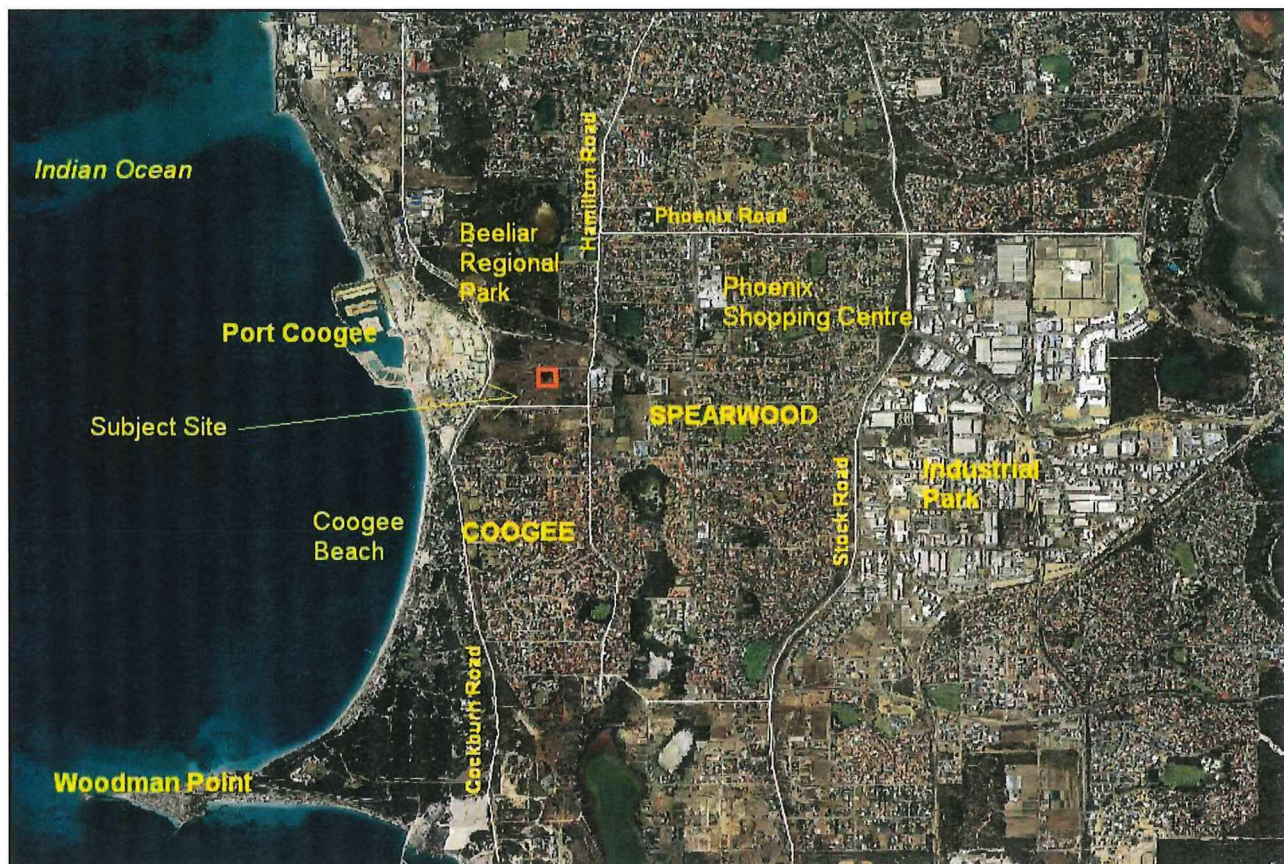 Indian Ocean
Hamilton Road
Phoenix Road
Beeliar
Regional
Park
Phoenix
Shopping Centre
Port Coogee
Subject Site
SPEARWOOD
Industrial
Park
Stock Road
Coogee
Beach
COOGEE
Cockburn Road
Woodman Point